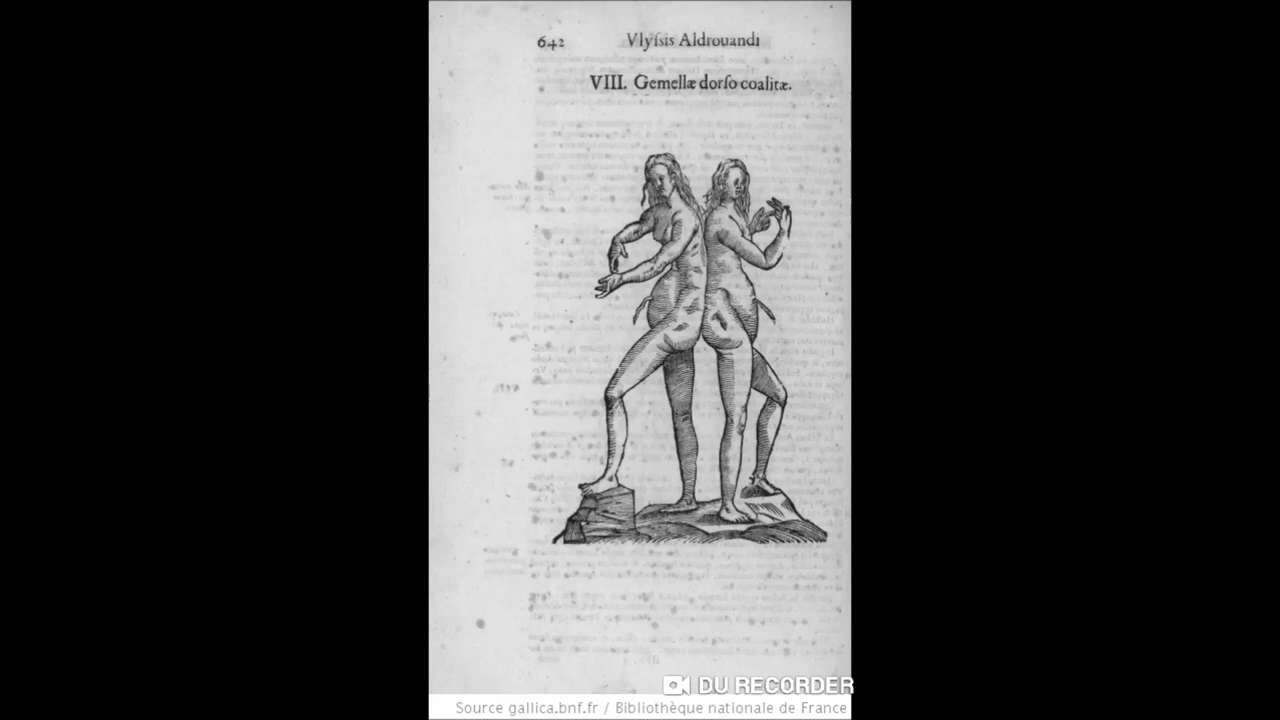 642 Vlyſsis Aldrouandi
VIII. Gemellæ dorſo coalitæ.
DU RECORDER
Source gallica.bnf.fr / Bibliothèque nationale de France